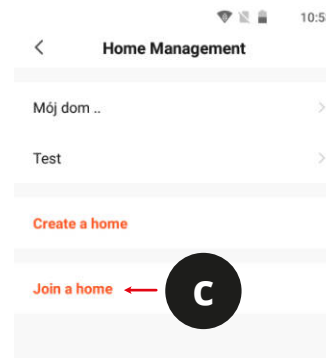 10:5
Home Management
Mój dom ..
Test
Create a home
Join a home
C